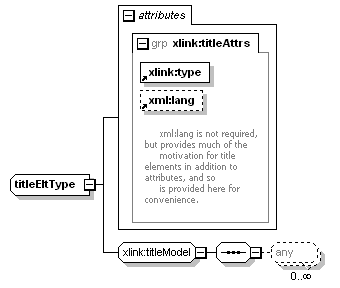 attributes
grp xlink:titleAttrs
xlink:type
xml:lang
xml:lang is not required,
but provides much of the
motivation for title
elements in addition to
attributes, and so
is provided here for
convenience.
titleEltType
xlink:titleModel
any
0..∞